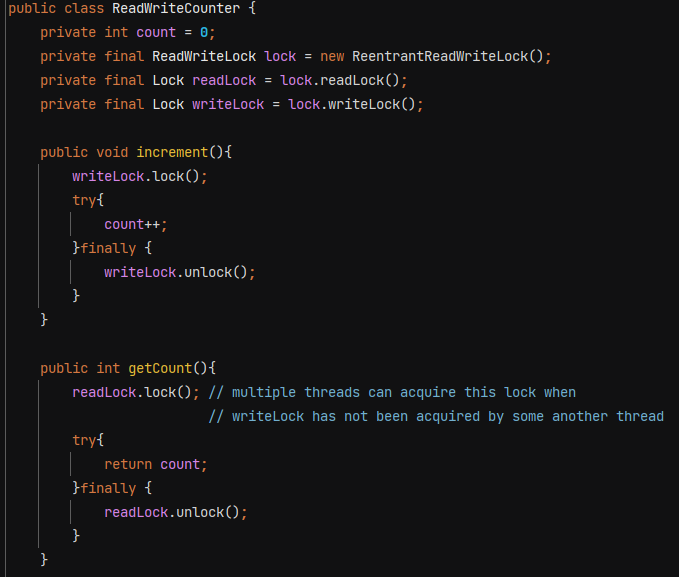 public class ReadWriteCounter {
    private int count = 0;
    private final ReadWriteLock lock = new ReentrantReadWriteLock();
    private final Lock readLock = lock.readLock();
    private final Lock writeLock = lock.writeLock();

    public void increment(){
        writeLock.lock();
        try{
            count++;
        }finally {
            writeLock.unlock();
        }
    }

    public int getCount(){
        readLock.lock(); // multiple threads can acquire this lock when
                         // writeLock has not been acquired by some another thread
        try{
            return count;
        }finally {
            readLock.unlock();
        }
    }